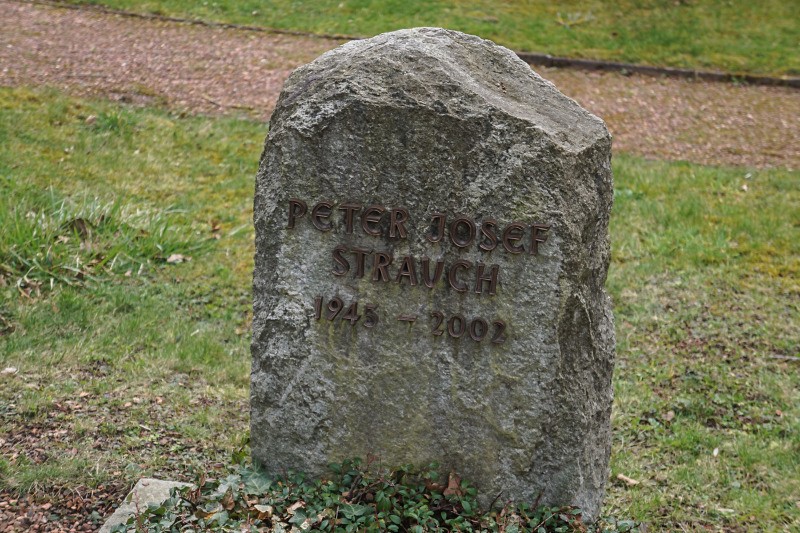 PETER JOSEF
STRAUCH
1945 - 2002